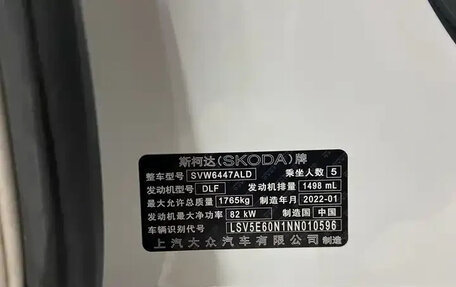 斯柯达(SKODA)牌
整车型号 SVW6447ALD 乘坐人数 5
发动机型号 DLF 发动机排量 1498 mL
最大允许总质量 1765kg 制造年月 2022-01
发动机最大净功率 82 kW 制造国 中国
车辆识别代号 LSV5E60N1NN010596
上汽大众汽车有限公司 制造